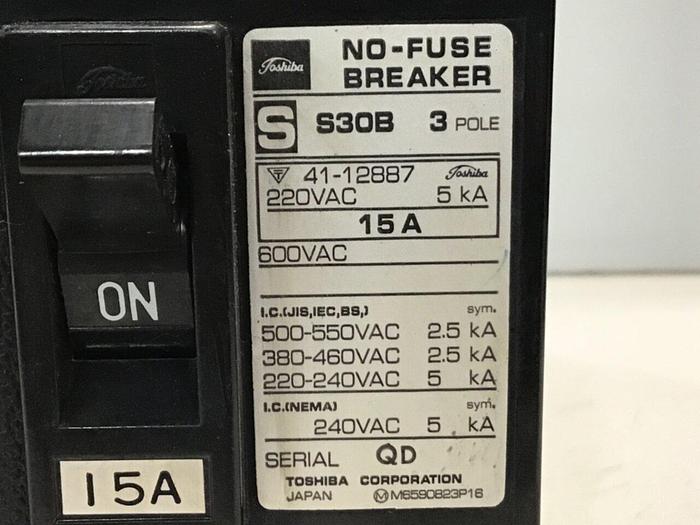 Toshiba
NO-FUSE
BREAKER
S S30B 3 POLE
41-12887 Toshiba
220VAC 5 kA
15A
600VAC
I.C.(JIS,IEC,BS,) sym.
500-550VAC 2.5 kA
380-460VAC 2.5 kA
220-240VAC 5 kA
I.C.(NEMA) sym.
240VAC 5 kA
SERIAL QD
TOSHIBA CORPORATION
JAPAN M M6590823P16
Toshiba
ON
15A